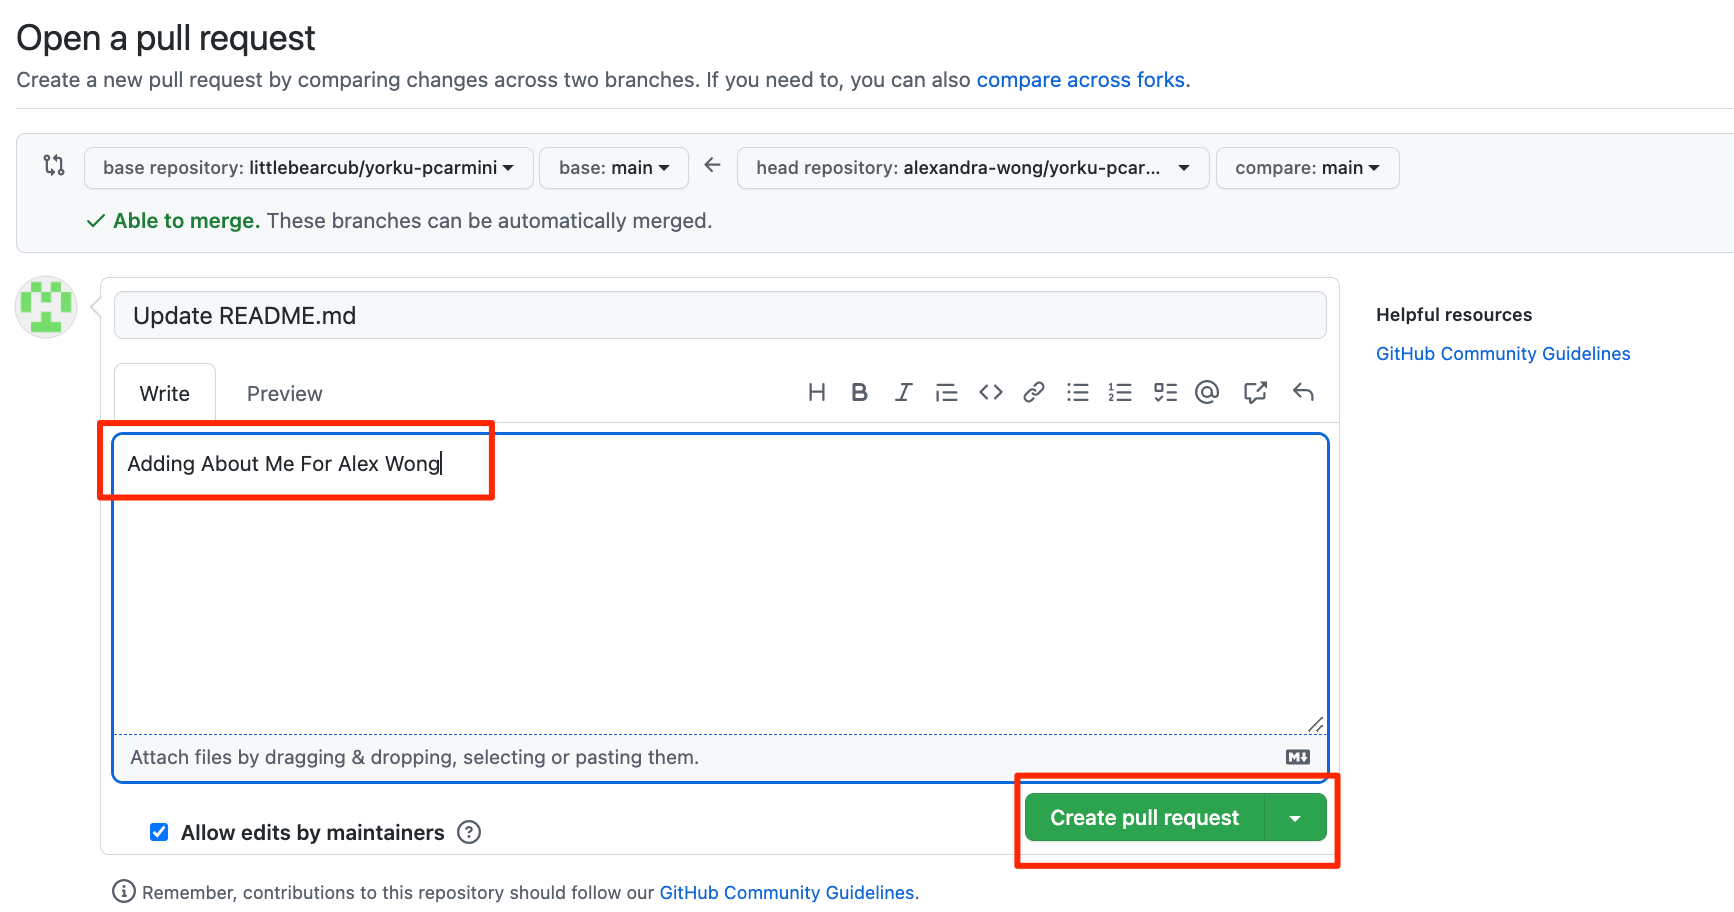 Open a pull request
Create a new pull request by comparing changes across two branches. If you need to, you can also compare across forks.
base repository: littlebearcub/yorku-pcarmini base: main head repository: alexandra-wong/yorku-pcar... compare: main
Able to merge. These branches can be automatically merged.
Update README.md
Helpful resources
GitHub Community Guidelines
Write Preview
Adding About Me For Alex Wong
Attach files by dragging & dropping, selecting or pasting them.
Create pull request
Allow edits by maintainers
Remember, contributions to this repository should follow our GitHub Community Guidelines.